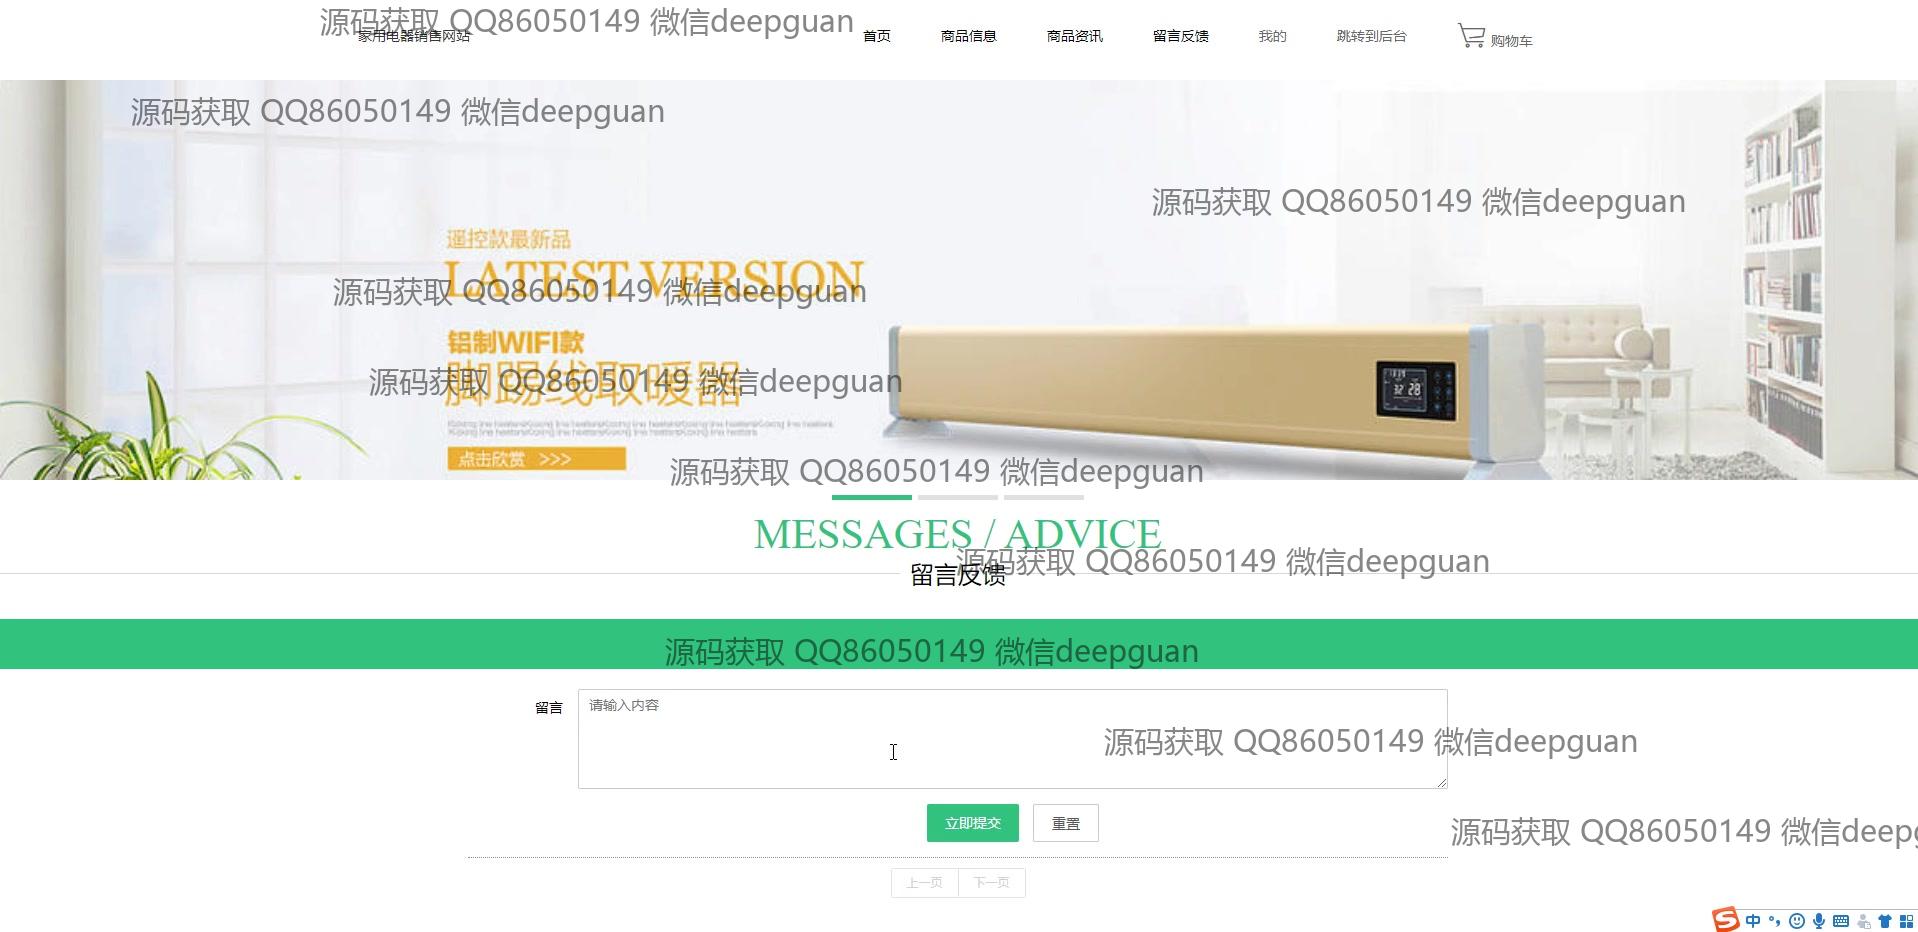 源码获取 QQ86050149 微信deepguan
家用电器销售网站 首页 商品信息 商品资讯 留言反馈 我的 跳转到后台 购物车
源码获取 QQ86050149 微信deepguan
源码获取 QQ86050149 微信deepguan
遥控款最新品
LATEST VERSION
源码获取 QQ86050149 微信deepguan
铝制WIFI款
脚踢线取暖器
源码获取 QQ86050149 微信deepguan
点击欣赏 >>>
源码获取 QQ86050149 微信deepguan
MESSAGES / ADVICE
源码获取 QQ86050149 微信deepguan
留言反馈
源码获取 QQ86050149 微信deepguan
留言 请输入内容
源码获取 QQ86050149 微信deepguan
立即提交 重置
源码获取 QQ86050149 微信deep
上一页 下一页
中